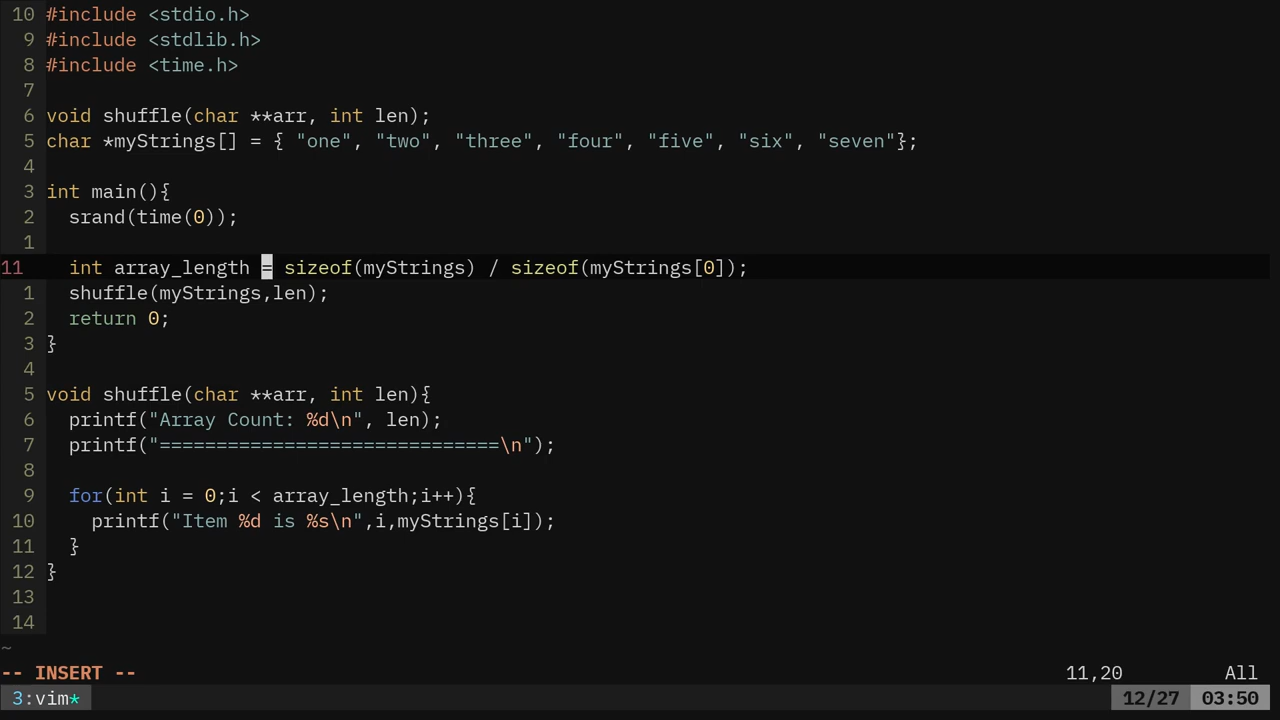 10 #include <stdio.h>
9 #include <stdlib.h>
8 #include <time.h>
7
6 void shuffle(char **arr, int len);
5 char *myStrings[] = { "one", "two", "three", "four", "five", "six", "seven"};
4
3 int main(){
2   srand(time(0));
1
11   int array_length = sizeof(myStrings) / sizeof(myStrings[0]);
1   shuffle(myStrings,len);
2   return 0;
3 }
4
5 void shuffle(char **arr, int len){
6   printf("Array Count: %d\n", len);
7   printf("==============================\n");
8
9   for(int i = 0;i < array_length;i++){
10     printf("Item %d is %s\n",i,myStrings[i]);
11   }
12 }
13
14
~
-- INSERT -- 11,20 All
3:vim* 12/27 03:50